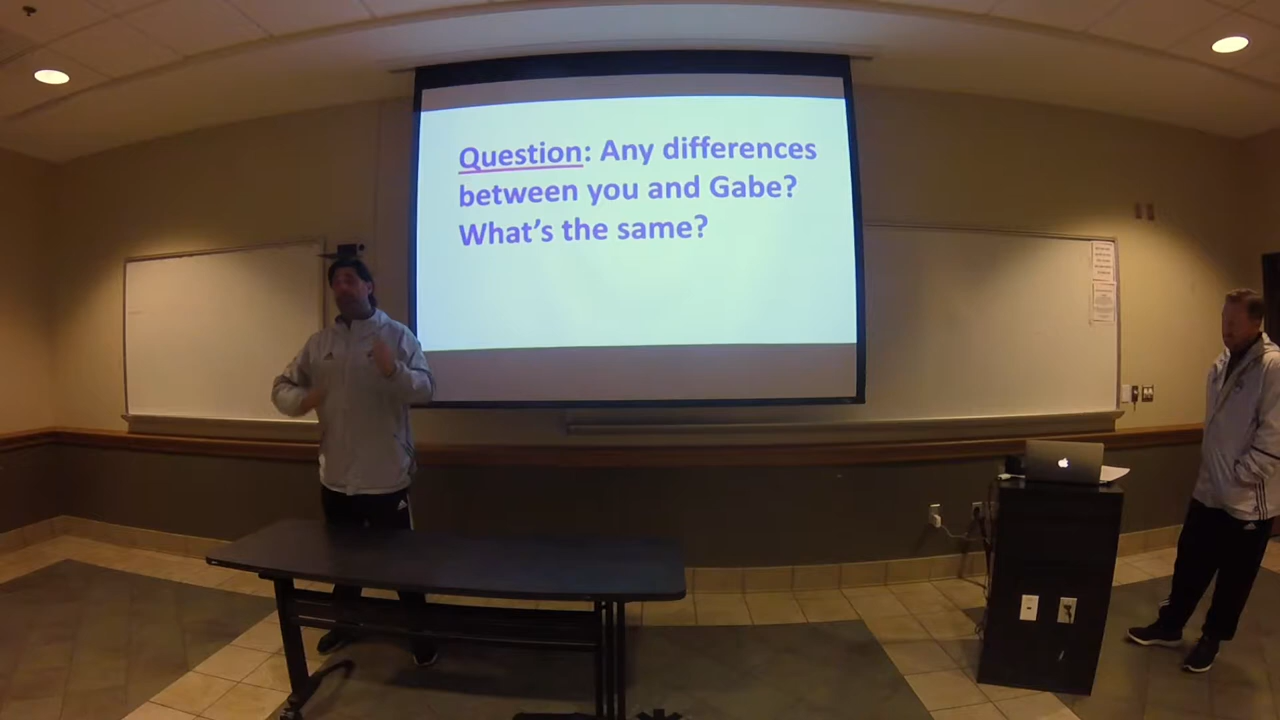 Question: Any differences
between you and Gabe?
What's the same?